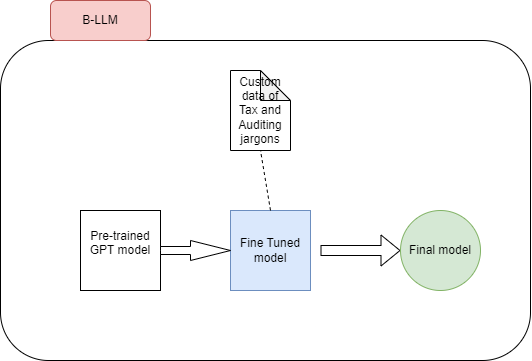 B-LLM
Custom
data of
Tax and
Auditing
jargons
Pre-trained
GPT model
Fine Tuned
model
Final model